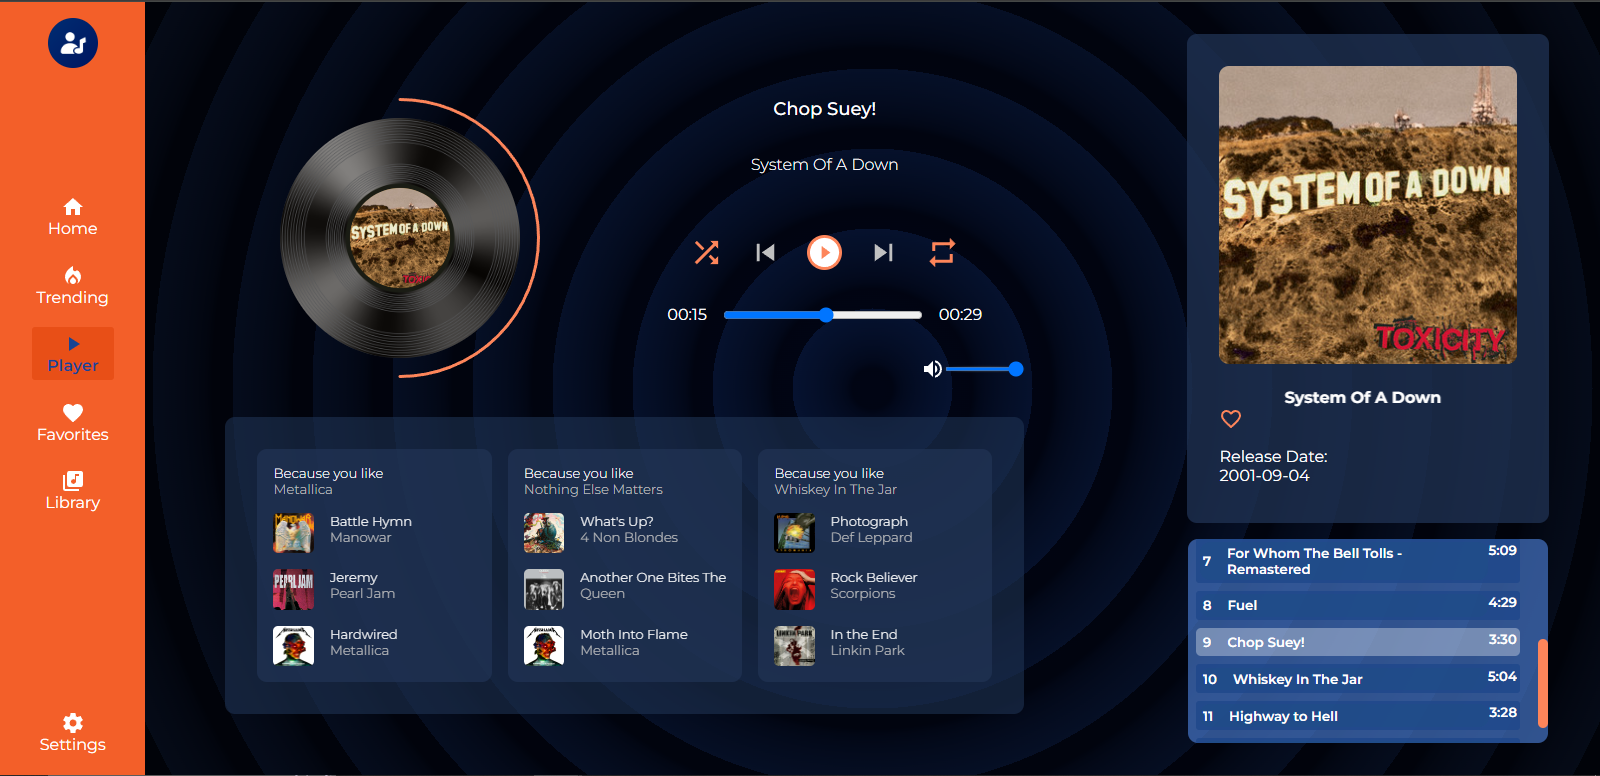 Home
Trending
Player
Favorites
Library
Settings
SYSTEM OF A DOWN
Chop Suey!
System Of A Down
00:15
00:29
Because you like
Metallica
Battle Hymn
Manowar
PEARL JAM
Jeremy
Pearl Jam
Hardwired
Metallica
Because you like
Nothing Else Matters
What's Up?
4 Non Blondes
Another One Bites The
Queen
Moth Into Flame
Metallica
Because you like
Whiskey In The Jar
Photograph
Def Leppard
Rock Believer
Scorpions
LINKIN PARK
In the End
Linkin Park
SYSTEM OF A DOWN
TOXICITY
System Of A Down
Release Date:
2001-09-04
7 For Whom The Bell Tolls - 5:09
Remastered
8 Fuel 4:29
9 Chop Suey! 3:30
10 Whiskey In The Jar 5:04
11 Highway to Hell 3:28